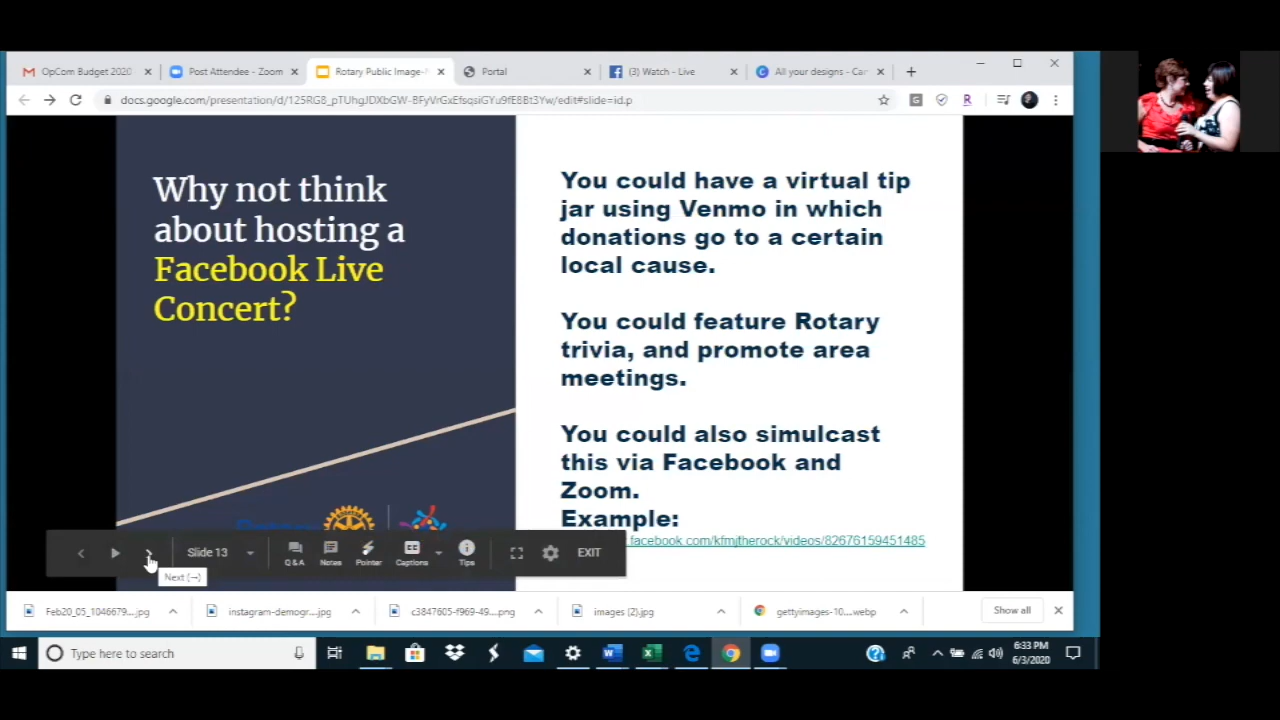 OpCom Budget 2020
Post Attendee - Zoom
Rotary Public Image-
Portal
(3) Watch - Live
All your designs - Car
docs.google.com/presentation/d/125RG8_pTUhgJDXbGW-BFyVrGxEfsqsiGYu9fE8Bt3Yw/edit#slide=id.p
Why not think
about hosting a
Facebook Live
Concert?
You could have a virtual tip
jar using Venmo in which
donations go to a certain
local cause.
You could feature Rotary
trivia, and promote area
meetings.
You could also simulcast
this via Facebook and
Zoom.
Example:
.facebook.com/kfmjtherock/videos/82676159451485
Slide 13
Q & A
Notes
Pointer
Captions
Tips
EXIT
Next (→)
Feb20_05_1046679...jpg
instagram-demogr....jpg
c3847605-f969-49....png
images (2).jpg
gettyimages-10....webp
Show all
Type here to search
6:33 PM
6/3/2020